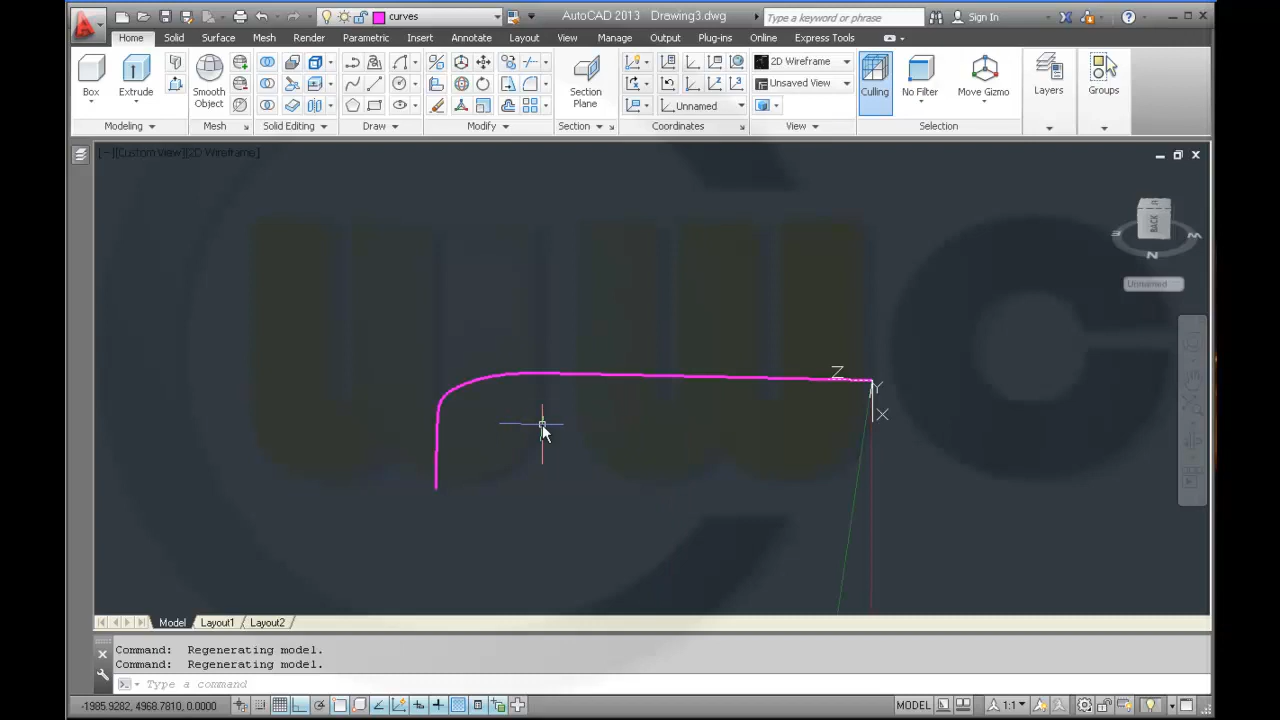 AutoCAD 2013 Drawing3.dwg
curves
Type a keyword or phrase
Sign In
Home Solid Surface Mesh Render Parametric Insert Annotate Layout View Manage Output Plug-ins Online Express Tools
Box
Extrude
Smooth
Object
Section
Plane
2D Wireframe
Unsaved View
Unnamed
Culling
No Filter
Move Gizmo
Layers
Groups
Modeling
Mesh
Solid Editing
Draw
Modify
Section
Coordinates
View
Selection
[−][Custom View][2D Wireframe]
BACK
N
Unnamed
Z
Y
X
Model Layout1 Layout2
Command: Regenerating model.
Command: Regenerating model.
Type a command
-1985.9282, 4968.7810, 0.0000
MODEL
1:1